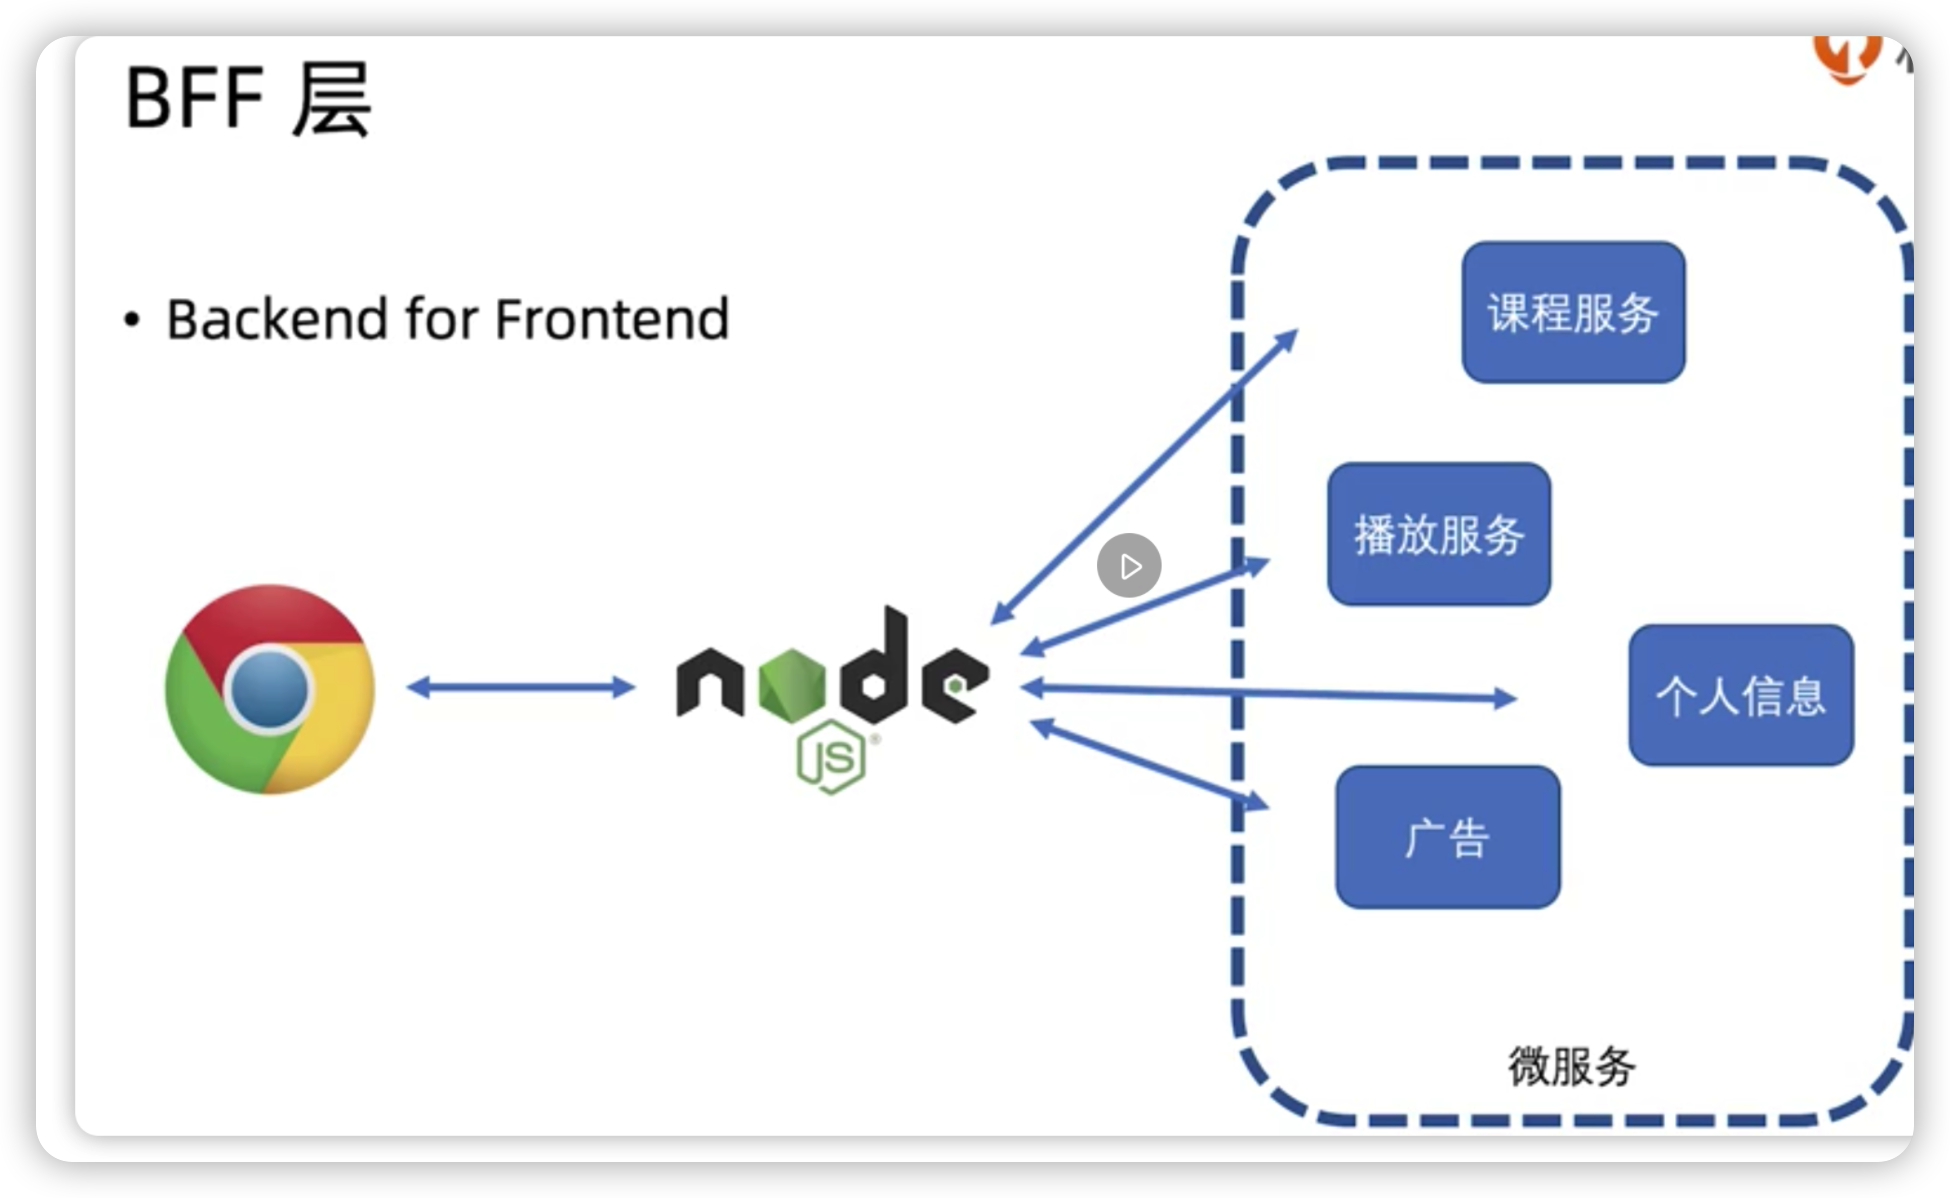 BFF 层
• Backend for Frontend
课程服务
播放服务
个人信息
广告
node
JS
®
微服务